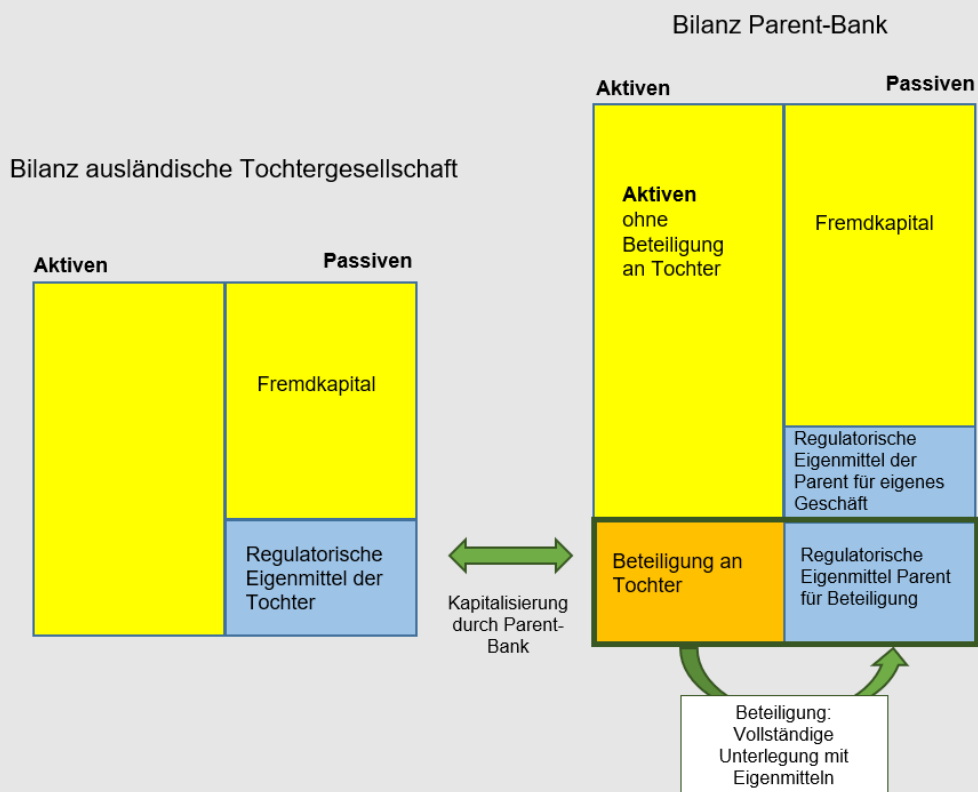 Bilanz Parent-Bank
Aktiven
Passiven
Bilanz ausländische Tochtergesellschaft
Aktiven
ohne
Beteiligung
an Tochter
Fremdkapital
Aktiven
Passiven
Fremdkapital
Regulatorische
Eigenmittel der
Parent für eigenes
Geschäft
Regulatorische
Eigenmittel der
Tochter
Kapitalisierung
durch Parent-
Bank
Beteiligung an
Tochter
Regulatorische
Eigenmittel Parent
für Beteiligung
Beteiligung:
Vollständige
Unterlegung mit
Eigenmitteln